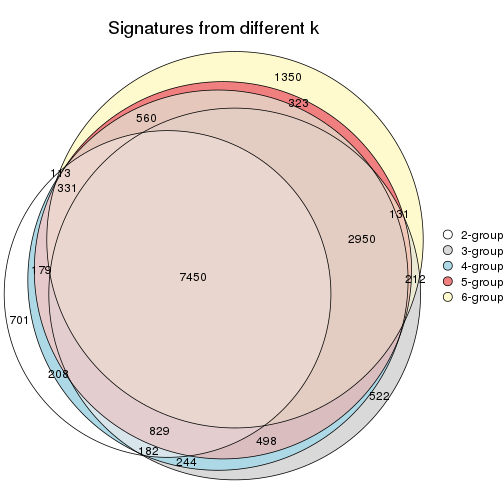 Signatures from different k
1350
323
560
113
331
131
2950
2-group
3-group
4-group
5-group
6-group
179
7450
212
701
208
522
829
498
182
244